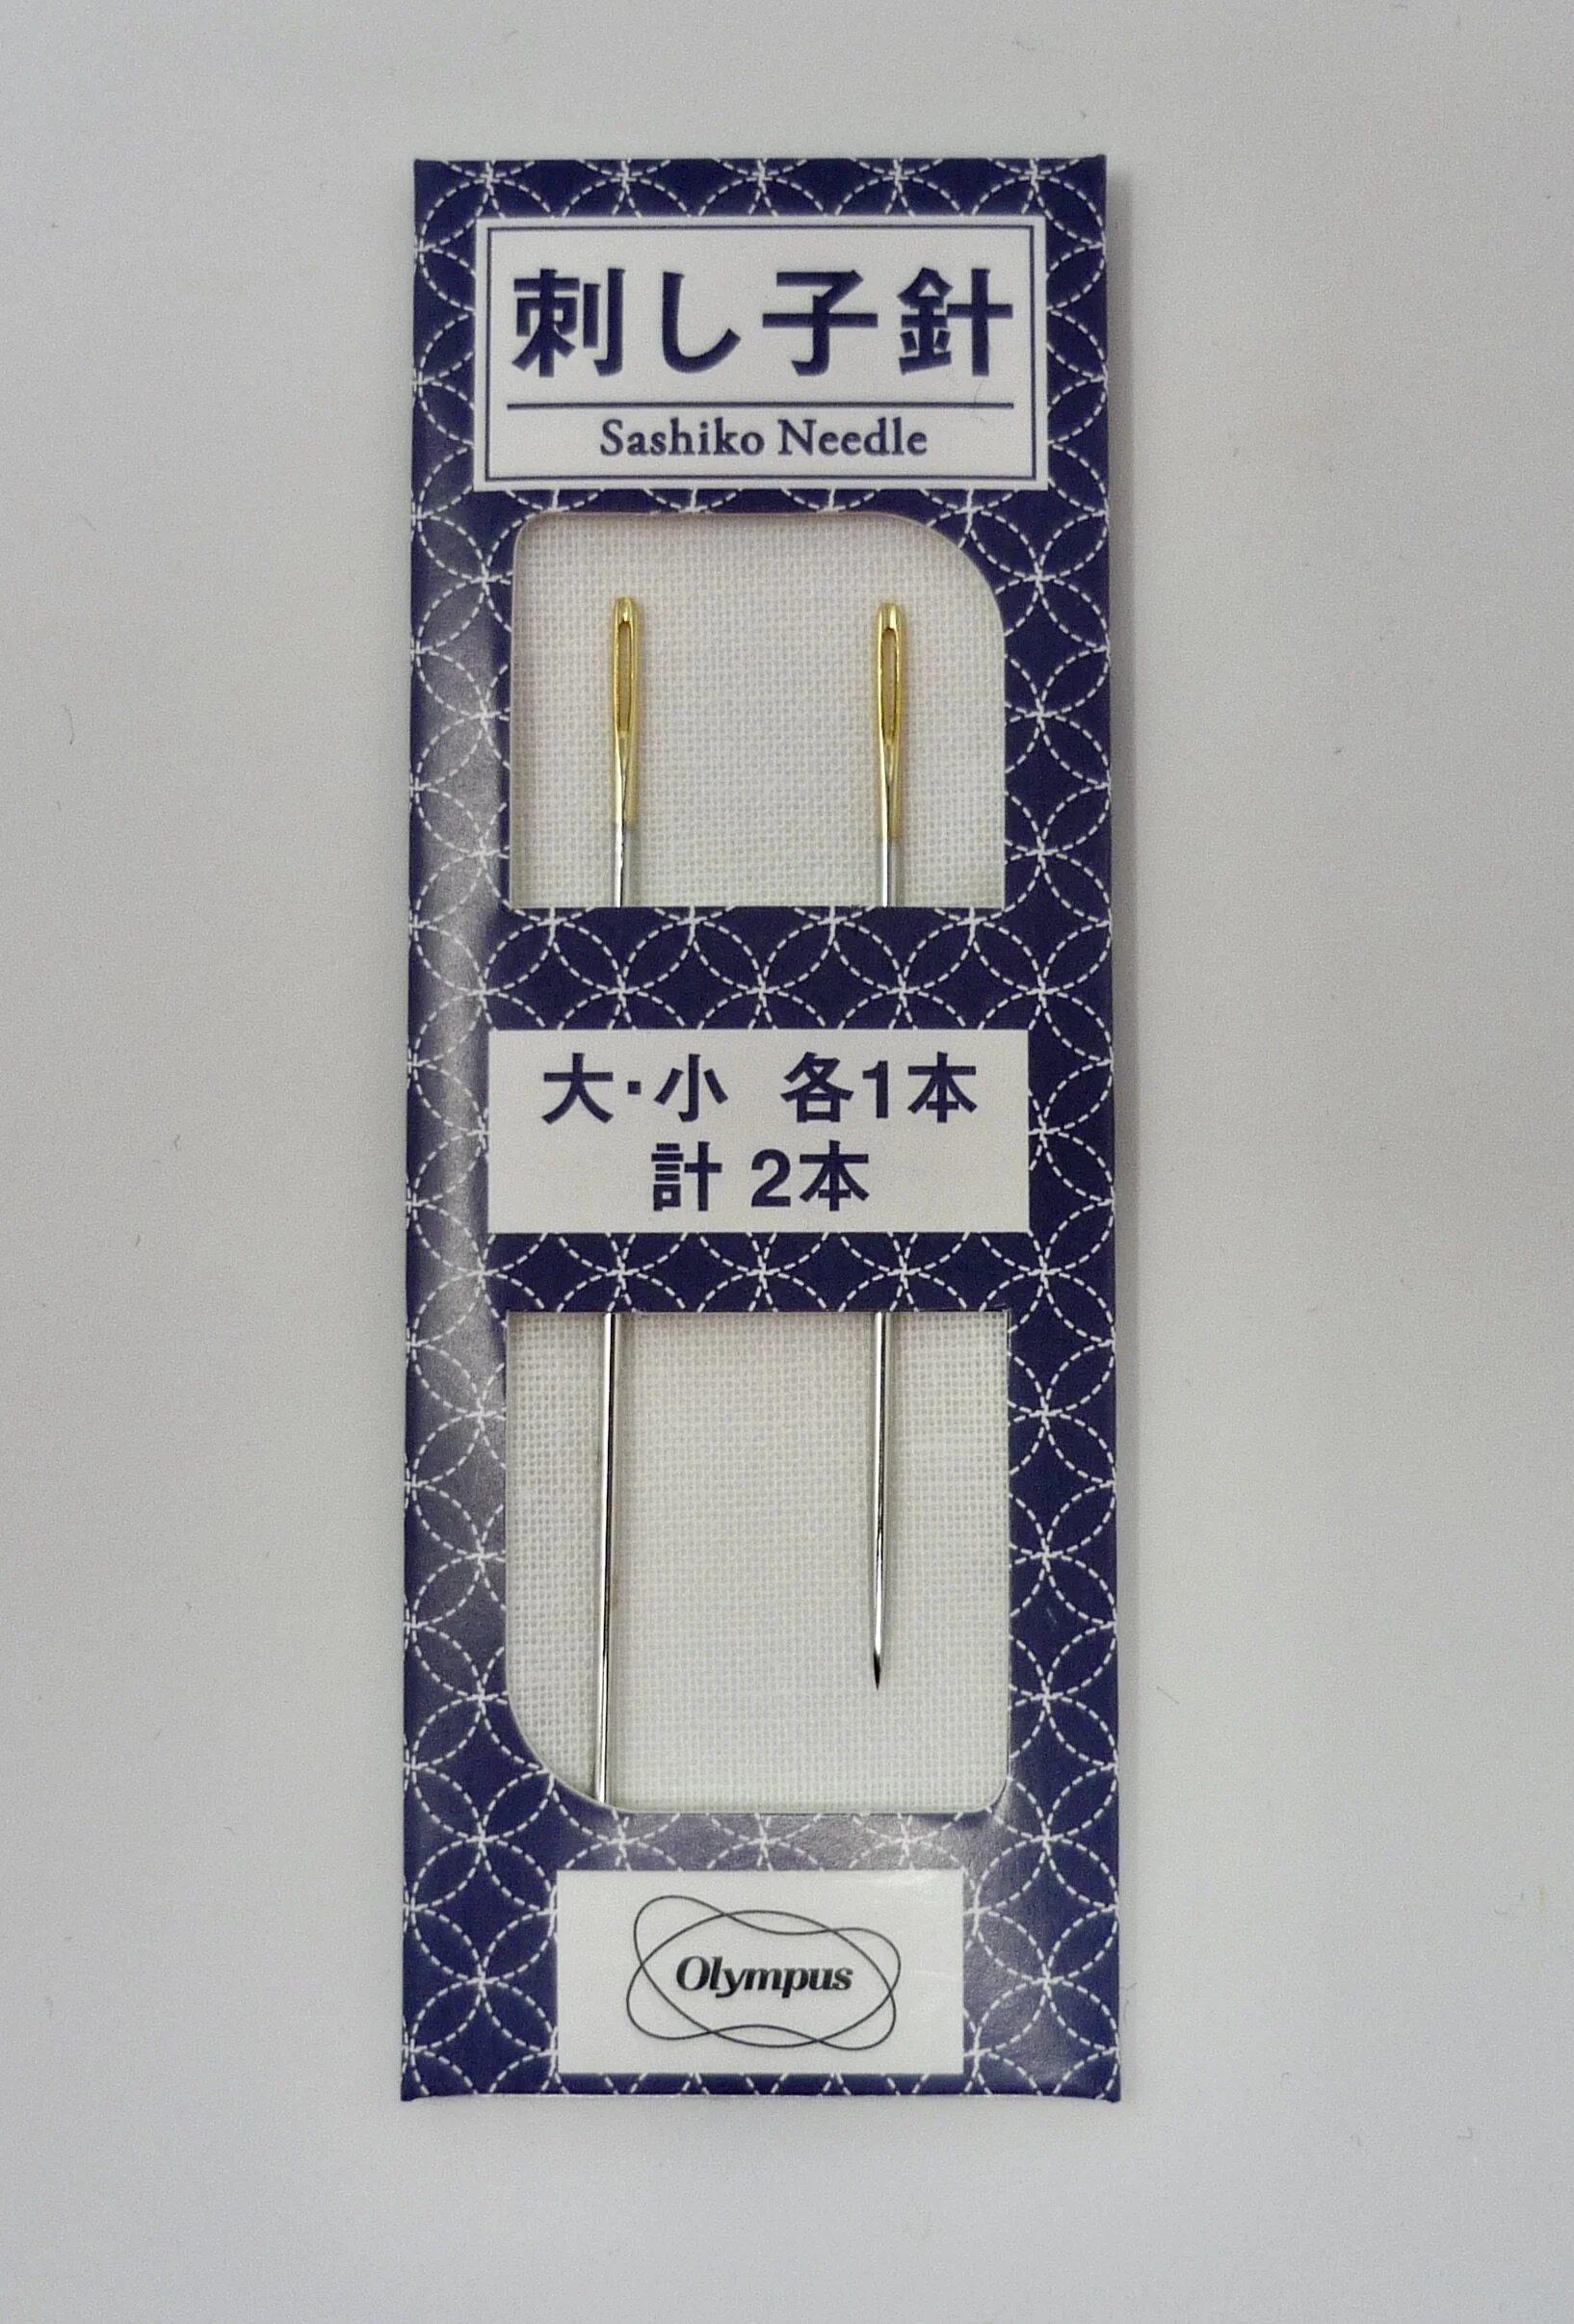 刺し子針
Sashiko Needle
大・小 各1本
計 2本
Olympus